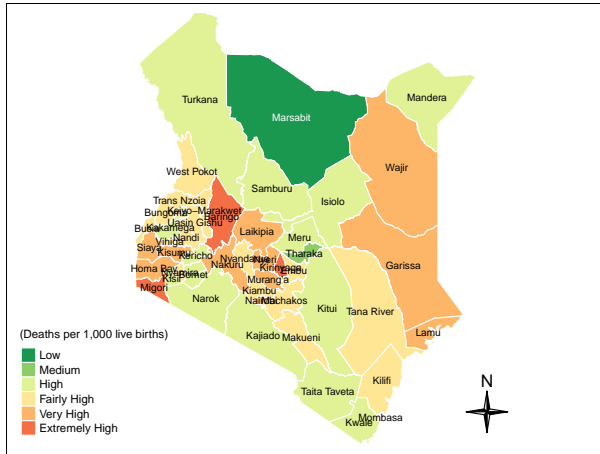 Turkana
Marsabit
Mandera
Wajir
West Pokot
Samburu
Isiolo
Trans Nzoia
Keiyo-Marakwet
Bungoma
Baringo
Uasin Gishu
Busia
Kakamega
Nandi
Laikipia
Meru
Siaya
Vihiga
Kisumu
Kericho
Tharaka
Nyandarua
Nyeri
Kirinyaga
Embu
Garissa
Homa Bay
Nyamira
Bomet
Kisii
Nakuru
Murang'a
Kiambu
Migori
Narok
Nairobi
Machakos
Kitui
Tana River
Lamu
Kajiado
Makueni
Kilifi
Taita Taveta
Mombasa
Kwale
(Deaths per 1,000 live births)
Low
Medium
High
Fairly High
Very High
Extremely High
N